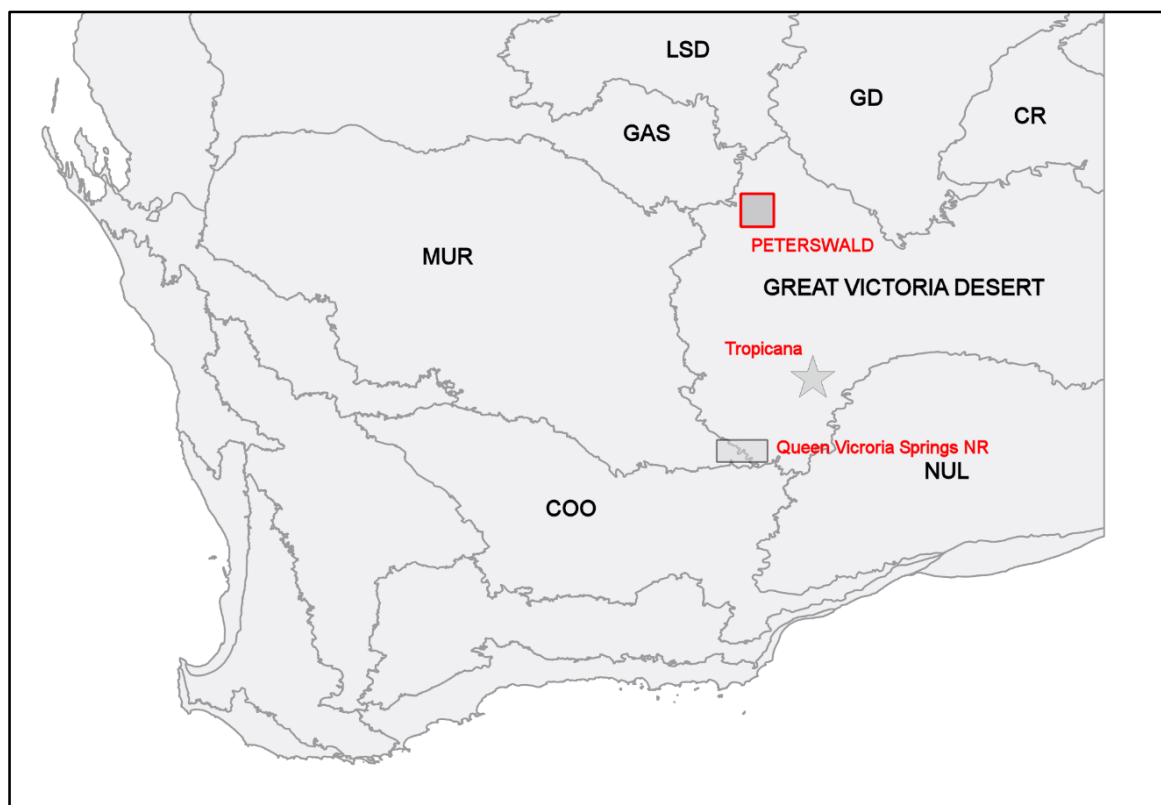 LSD
GD
CR
GAS
PETERSWALD
MUR
GREAT VICTORIA DESERT
Tropicana
Queen Vicroria Springs NR
NUL
COO